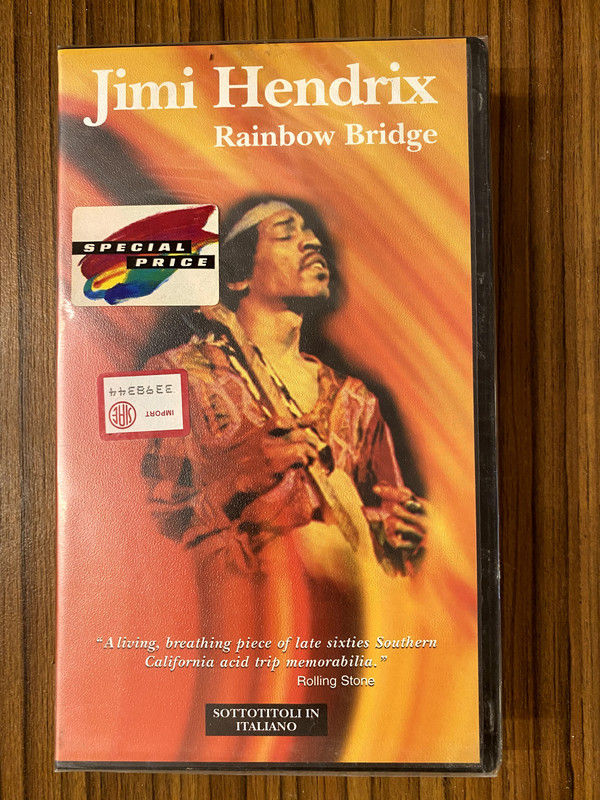 Jimi Hendrix
Rainbow Bridge
SPECIAL
PRICE
3398344
SIAE
IMPORT
“A living, breathing piece of late sixties Southern
California acid trip memorabilia.”
Rolling Stone
SOTTOTITOLI IN
ITALIANO